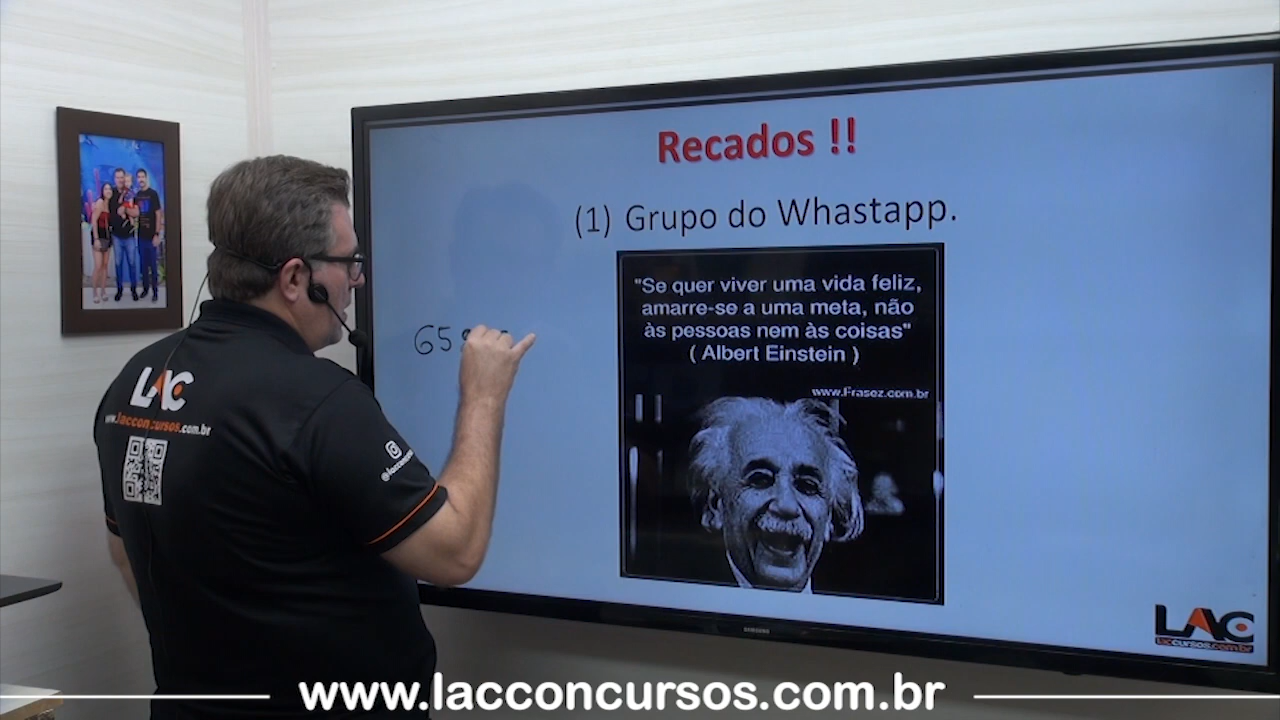 Recados !!
(1) Grupo do Whastapp.
"Se quer viver uma vida feliz,
amarre-se a uma meta, não
às pessoas nem às coisas"
( Albert Einstein )
www.Frasez.com.br
65
LAC
www.lacconcursos.com.br
@lacconcursos
SAMSUNG
LAC
laccursos.com.br
www.lacconcursos.com.br